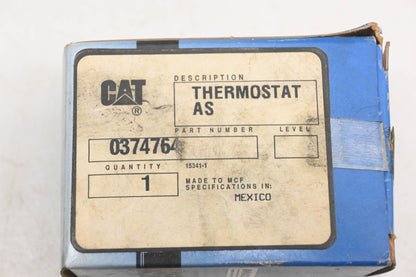 DESCRIPTION
CAT
®
THERMOSTAT
AS
PART NUMBER LEVEL
0374764
QUANTITY 15341-1
1
MADE TO MCF
SPECIFICATIONS IN:
MEXICO